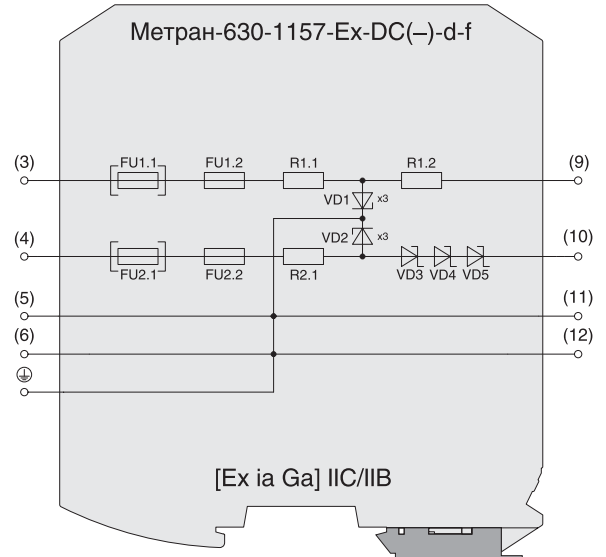 Метран-630-1157-Ex-DC(–)-d-f
(3) FU1.1 FU1.2 R1.1 R1.2 (9)
VD1 x3
(4) VD2 x3 (10)
FU2.1 FU2.2 R2.1 VD3 VD4 VD5
(5) (11)
(6) (12)
[Ex ia Ga] IIC/IIB